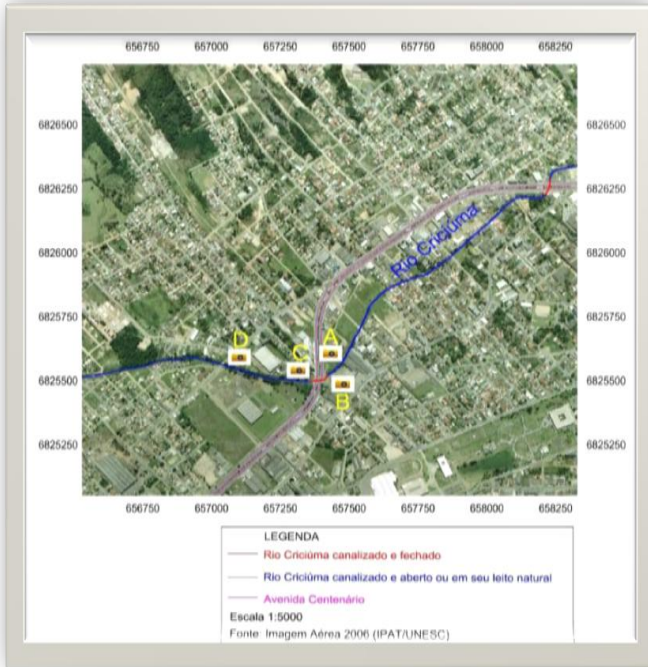 656750 657000 657250 657500 657750 658000 658250
6826500 6826500
6826250 6826250
Rio Criciúma
6826000 6826000
6825750 6825750
D C A
6825500 6825500
B
6825250 6825250
656750 657000 657250 657500 657750 658000 658250
LEGENDA
Rio Criciúma canalizado e fechado
Rio Criciúma canalizado e aberto ou em seu leito natural
Avenida Centenário
Escala 1:5000
Fonte: Imagem Aérea 2006 (IPAT/UNESC)